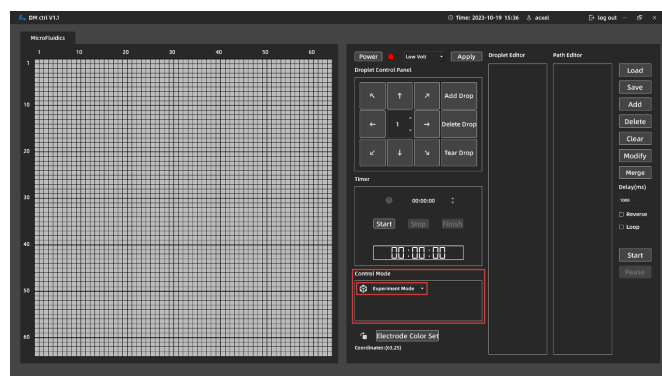 DM ctrl V1.1
Time: 2023-10-19 15:36 acxel log out
MicroFluidics
1 10 20 30 40 50 60
1
10
20
30
40
50
60
Power Low Volt Apply
Droplet Control Panel
Add Drop
1
Delete Drop
Tear Drop
Timer
00:00:00
Start Stop Finish
00:00:00
Control Mode
Experiment Mode
Electrode Color Set
Coordinates:(63,25)
Droplet Editor
Path Editor
Load
Save
Add
Delete
Clear
Modify
Merge
Delay(ms)
1000
Reverse
Loop
Start
Pause